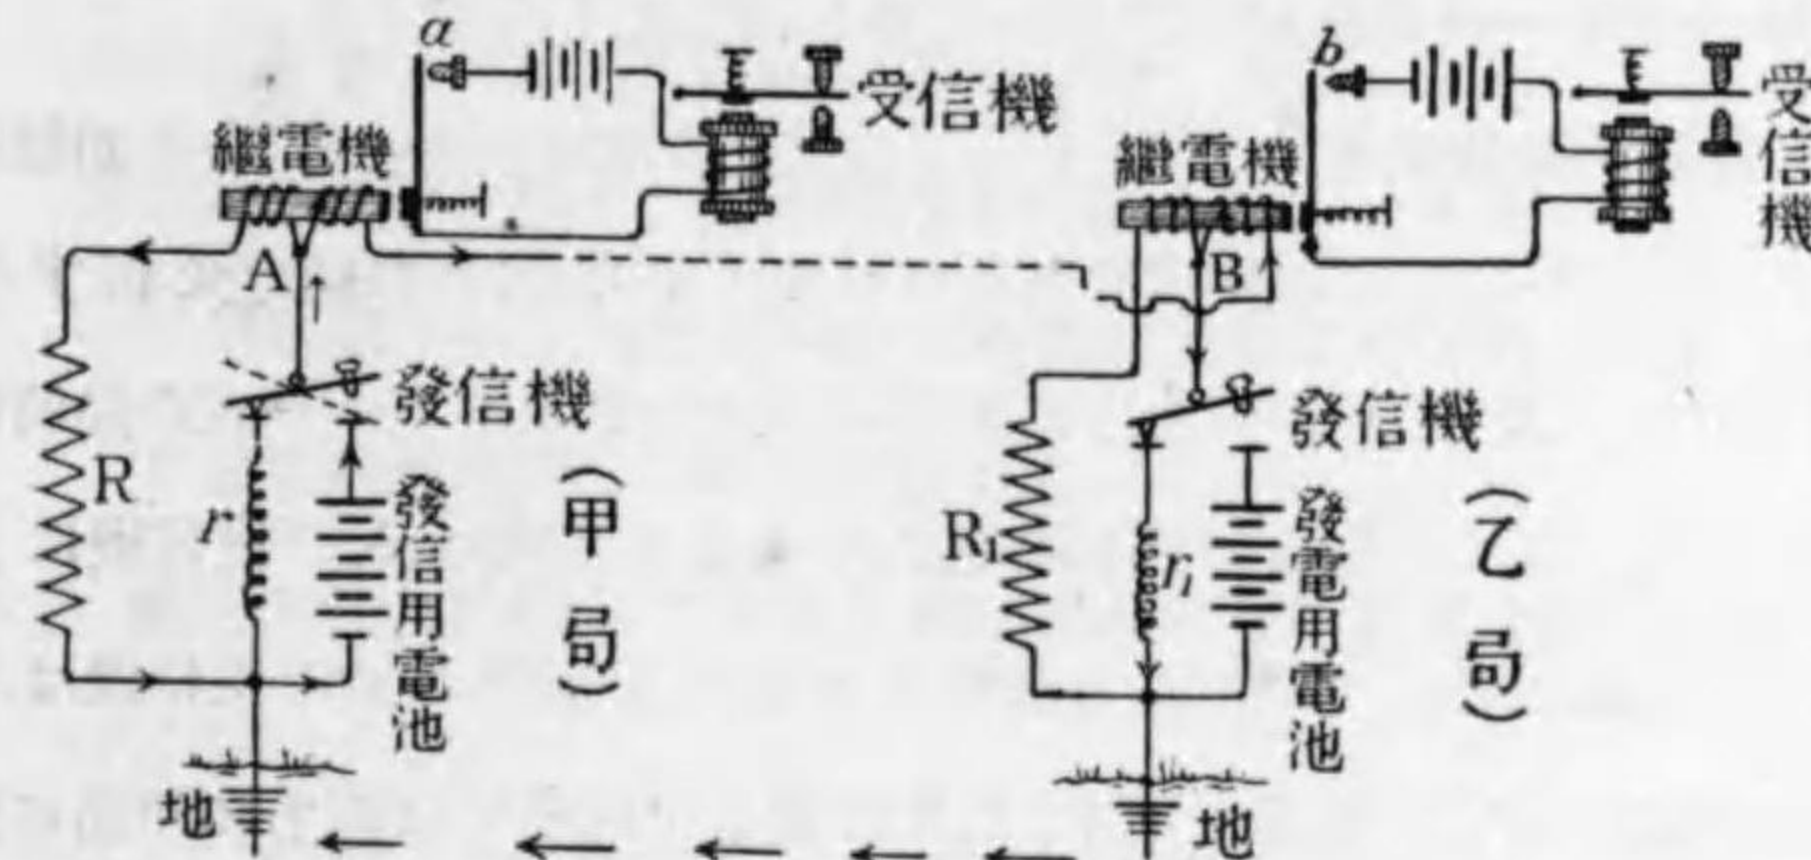 a
受信機
繼電機
A
發信機
R
r
發信用電池
(甲局)
地
b
受信機
繼電機
B
發信機
R₁
r₁
發電用電池
(乙局)
地